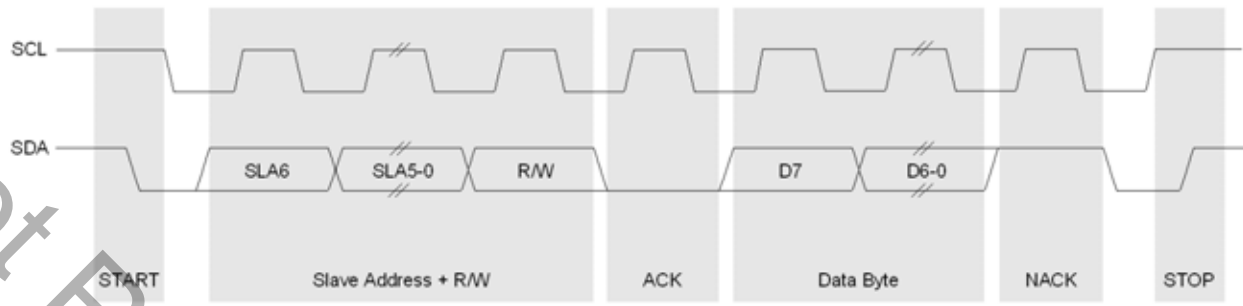 SCL
SDA
SLA6 SLA5-0 R/W D7 D6-0
START Slave Address + R/W ACK Data Byte NACK STOP